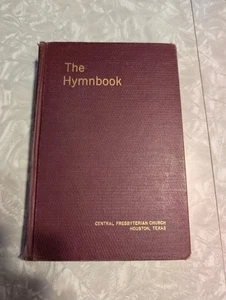 The
Hymnbook
CENTRAL PRESBYTERIAN CHURCH
HOUSTON, TEXAS